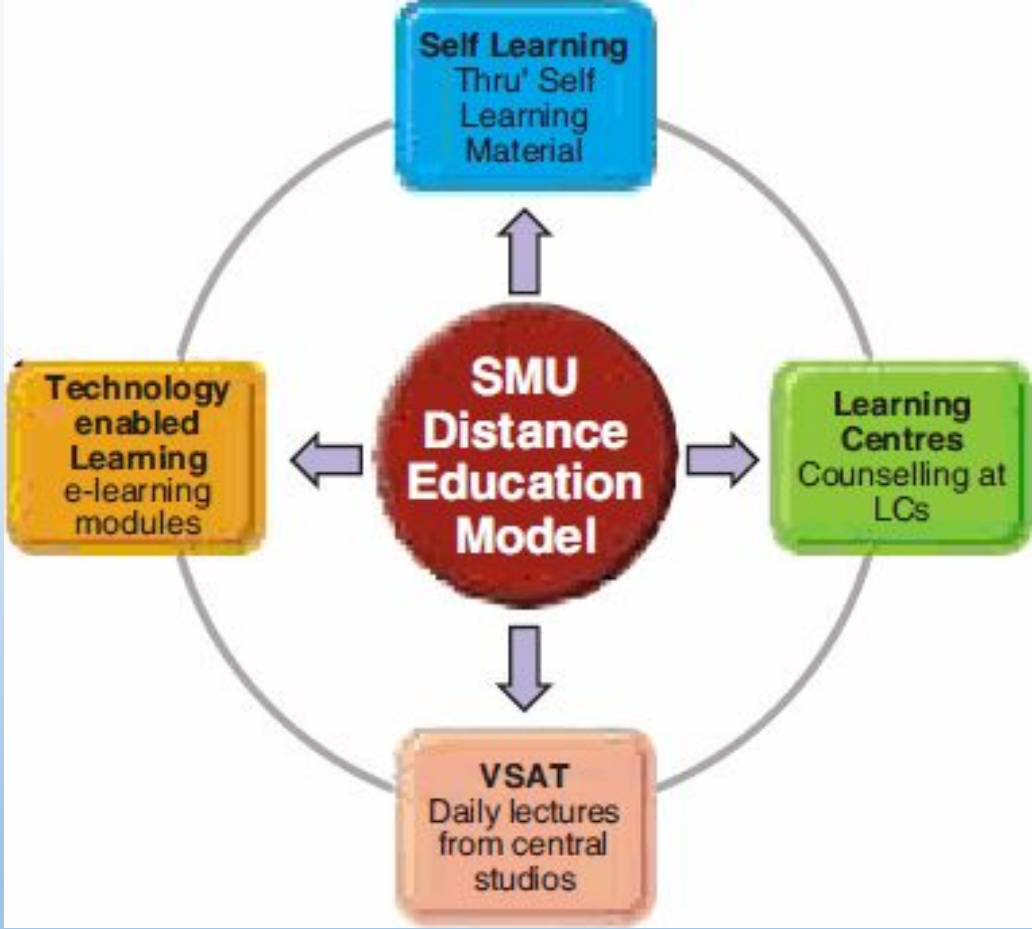 Self Learning
Thru' Self
Learning
Material
Technology
enabled
Learning
e-learning
modules
SMU
Distance
Education
Model
Learning
Centres
Counselling at
LCs
VSAT
Daily lectures
from central
studios